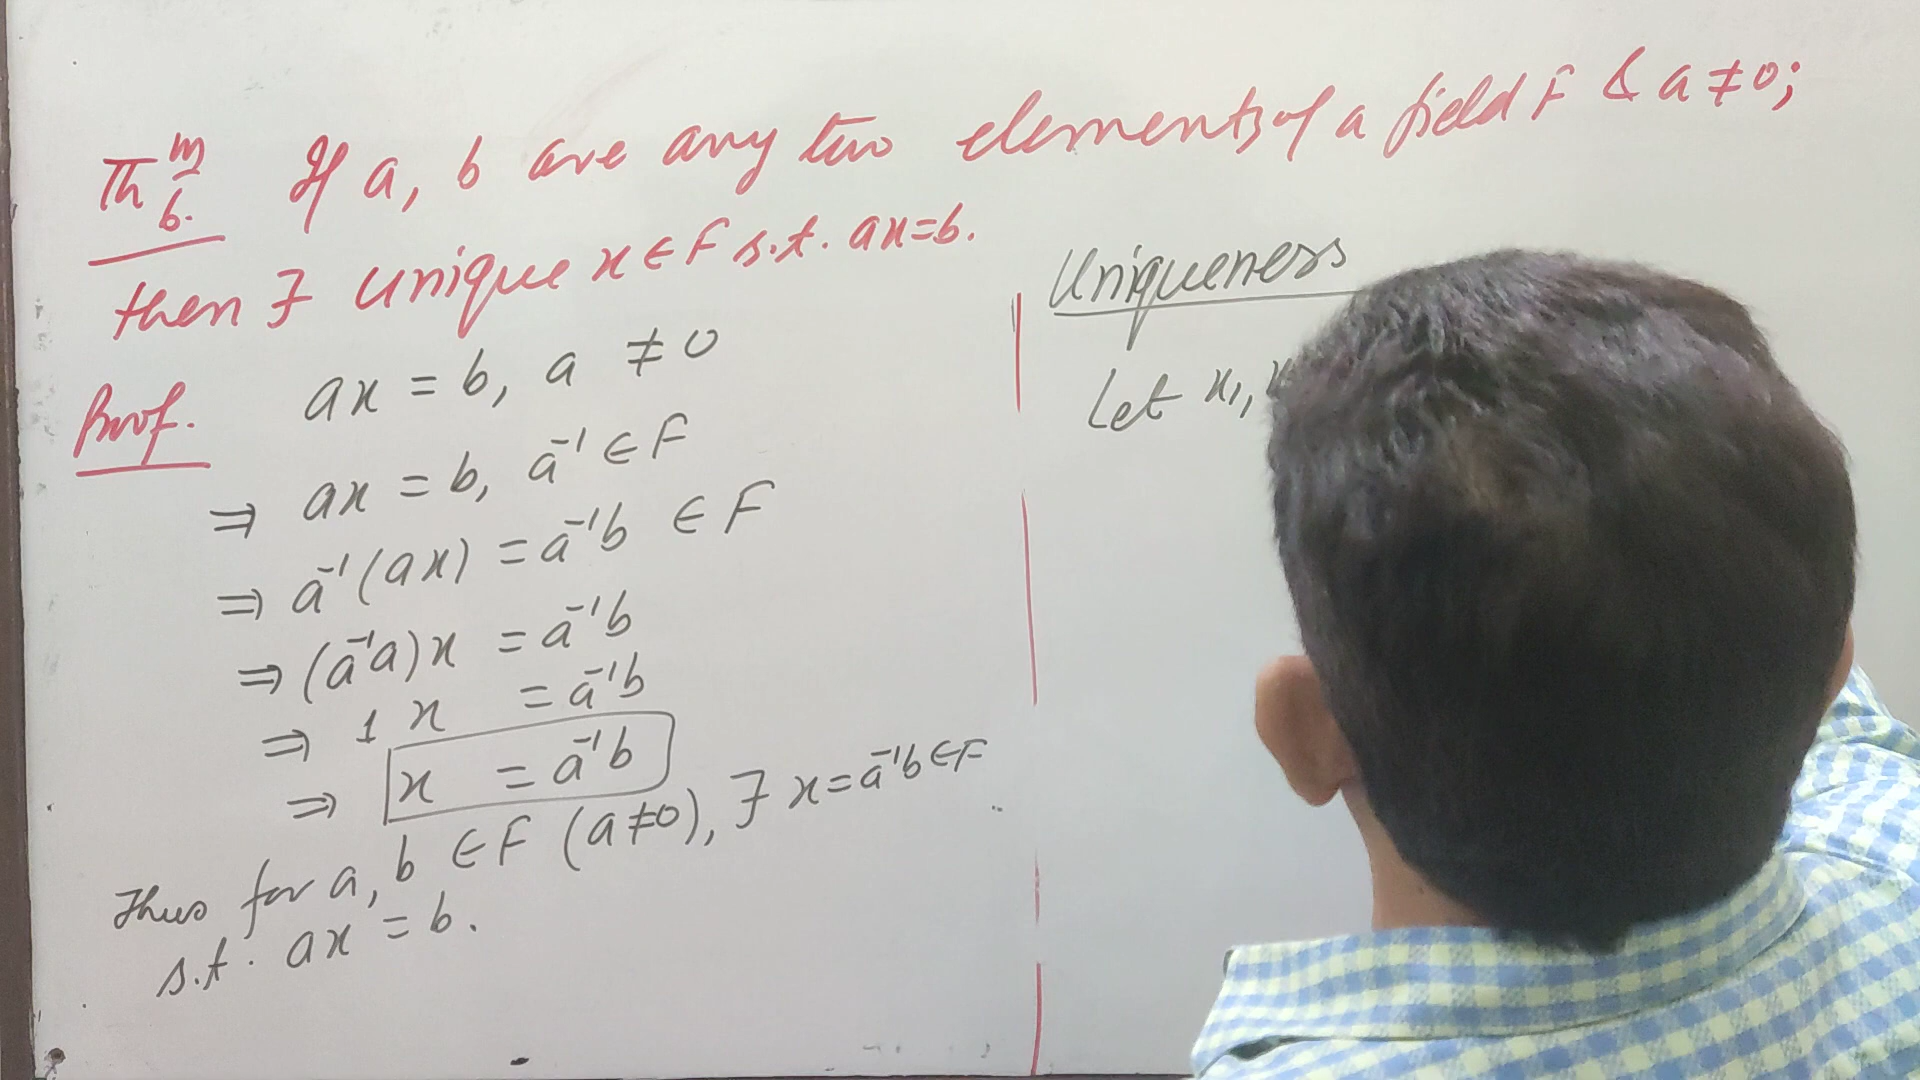 Thm 6. If a, b are any two elements of a field F & a ≠ 0;
then ∃ unique x ∈ F s.t. ax = b.
Proof. ax = b, a ≠ 0
⇒ ax = b, a⁻¹ ∈ F
⇒ a⁻¹(ax) = a⁻¹b ∈ F
⇒ (a⁻¹a)x = a⁻¹b
⇒ 1 x = a⁻¹b
⇒ x = a⁻¹b
Thus for a, b ∈ F (a ≠ 0), ∃ x = a⁻¹b ∈ F
s.t. ax = b.
Uniqueness
Let x₁,